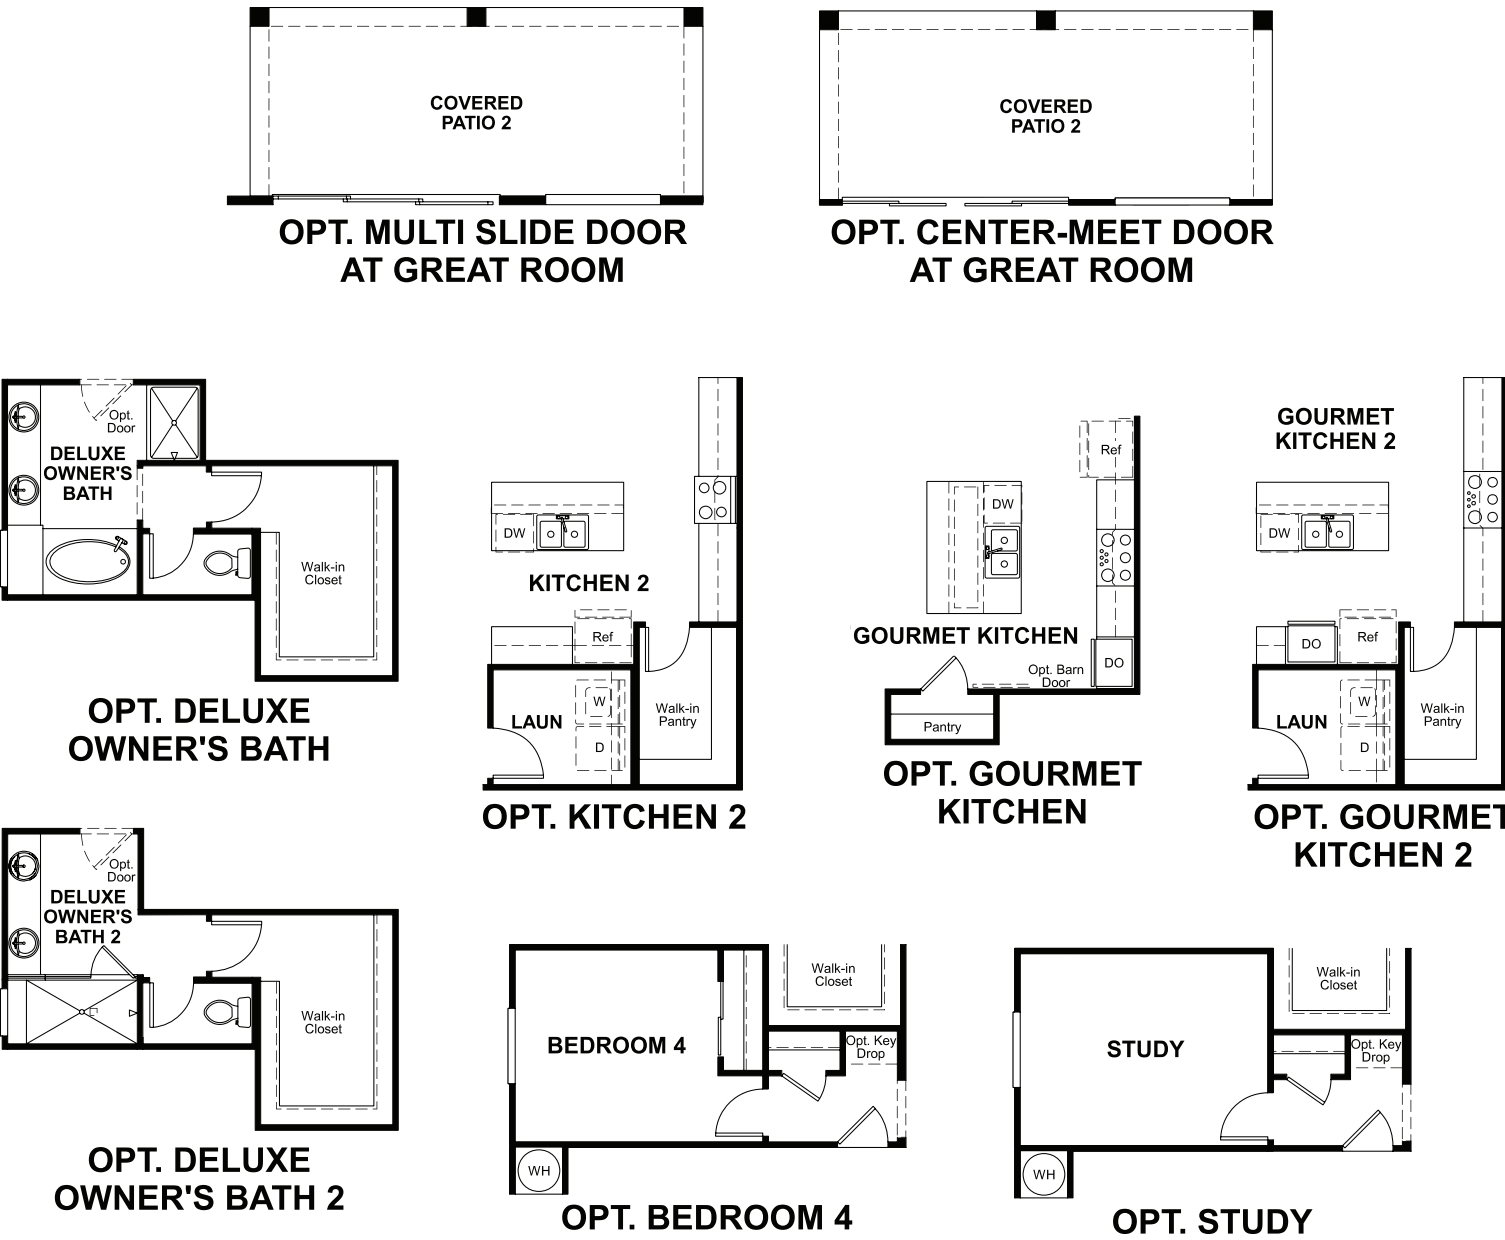 COVERED
PATIO 2
OPT. MULTI SLIDE DOOR
AT GREAT ROOM
COVERED
PATIO 2
OPT. CENTER-MEET DOOR
AT GREAT ROOM
Opt.
Door
DELUXE
OWNER'S
BATH
Walk-in
Closet
OPT. DELUXE
OWNER'S BATH
DW
KITCHEN 2
Ref
LAUN
W
D
Walk-in
Pantry
OPT. KITCHEN 2
Ref
DW
GOURMET KITCHEN
DO
Opt. Barn
Door
Pantry
OPT. GOURMET
KITCHEN
GOURMET
KITCHEN 2
DW
DO
Ref
LAUN
W
D
Walk-in
Pantry
OPT. GOURMET
KITCHEN 2
Opt.
Door
DELUXE
OWNER'S
BATH 2
Walk-in
Closet
OPT. DELUXE
OWNER'S BATH 2
Walk-in
Closet
BEDROOM 4
Opt. Key
Drop
WH
OPT. BEDROOM 4
Walk-in
Closet
STUDY
Opt. Key
Drop
WH
OPT. STUDY